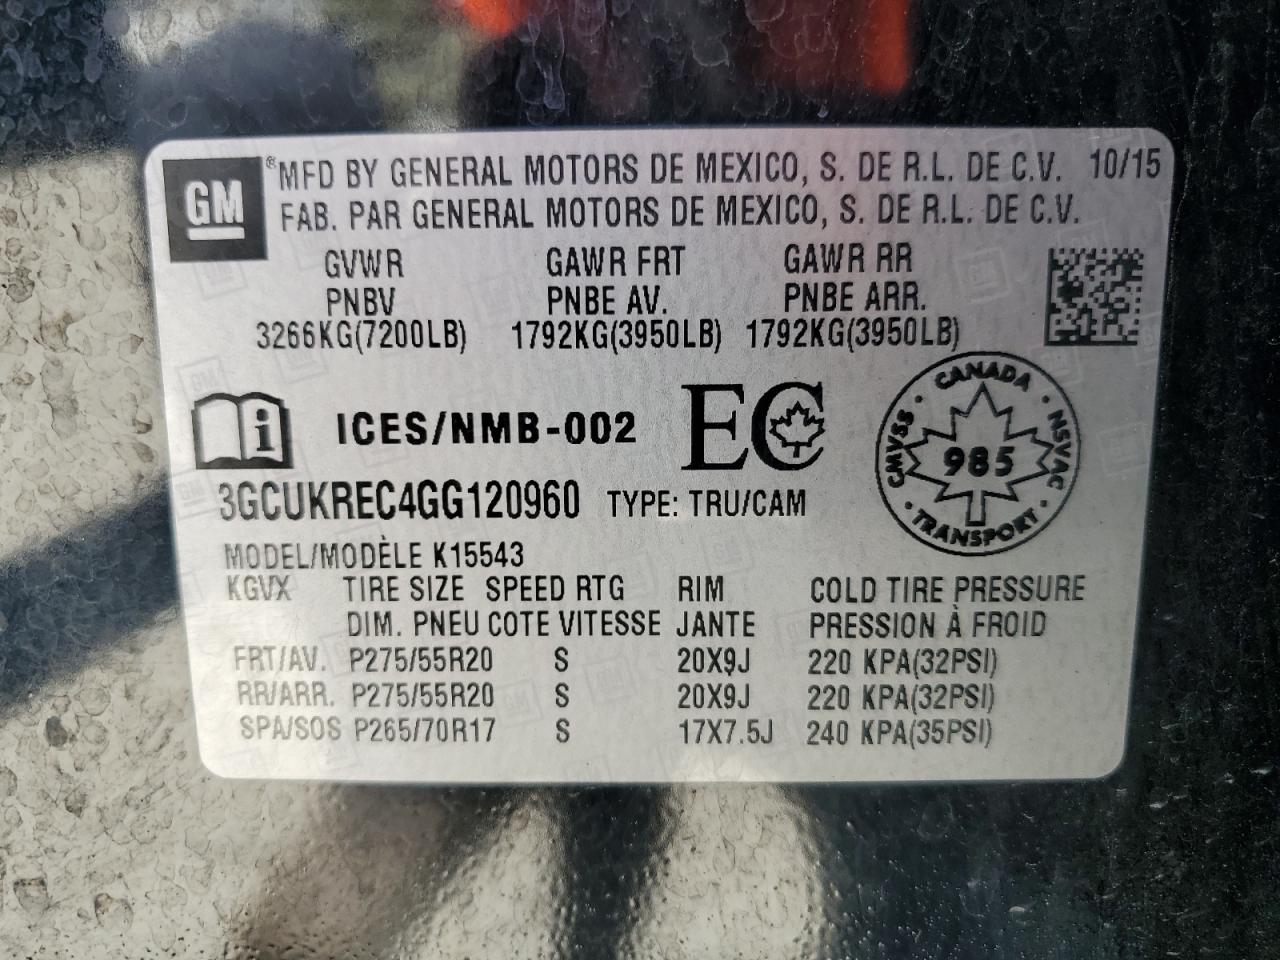 GM ® MFD BY GENERAL MOTORS DE MEXICO, S. DE R.L. DE C.V. 10/15
FAB. PAR GENERAL MOTORS DE MEXICO, S. DE R.L. DE C.V.
GVWR GAWR FRT GAWR RR
PNBV PNBE AV. PNBE ARR.
3266KG(7200LB) 1792KG(3950LB) 1792KG(3950LB)
i ICES/NMB-002 EC
CANADA
CMVSS · 985 · NSVAC
· TRANSPORT ·
3GCUKREC4GG120960 TYPE: TRU/CAM
MODEL/MODÈLE K15543
KGVX TIRE SIZE SPEED RTG RIM COLD TIRE PRESSURE
DIM. PNEU COTE VITESSE JANTE PRESSION À FROID
FRT/AV. P275/55R20 S 20X9J 220 KPA(32PSI)
RR/ARR. P275/55R20 S 20X9J 220 KPA(32PSI)
SPA/SOS P265/70R17 S 17X7.5J 240 KPA(35PSI)